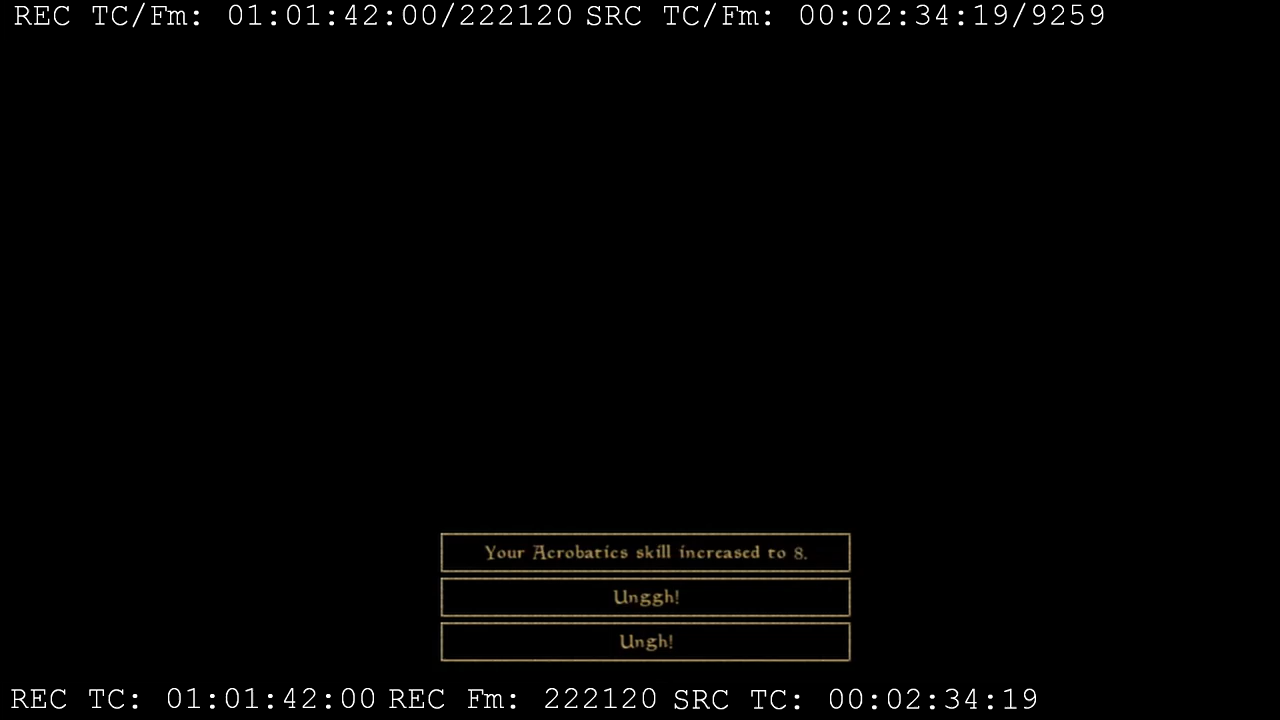 REC TC/Fm: 01:01:42:00/222120 SRC TC/Fm: 00:02:34:19/9259
Your Acrobatics skill increased to 8.
Unggh!
Ungh!
REC TC: 01:01:42:00 REC Fm: 222120 SRC TC: 00:02:34:19